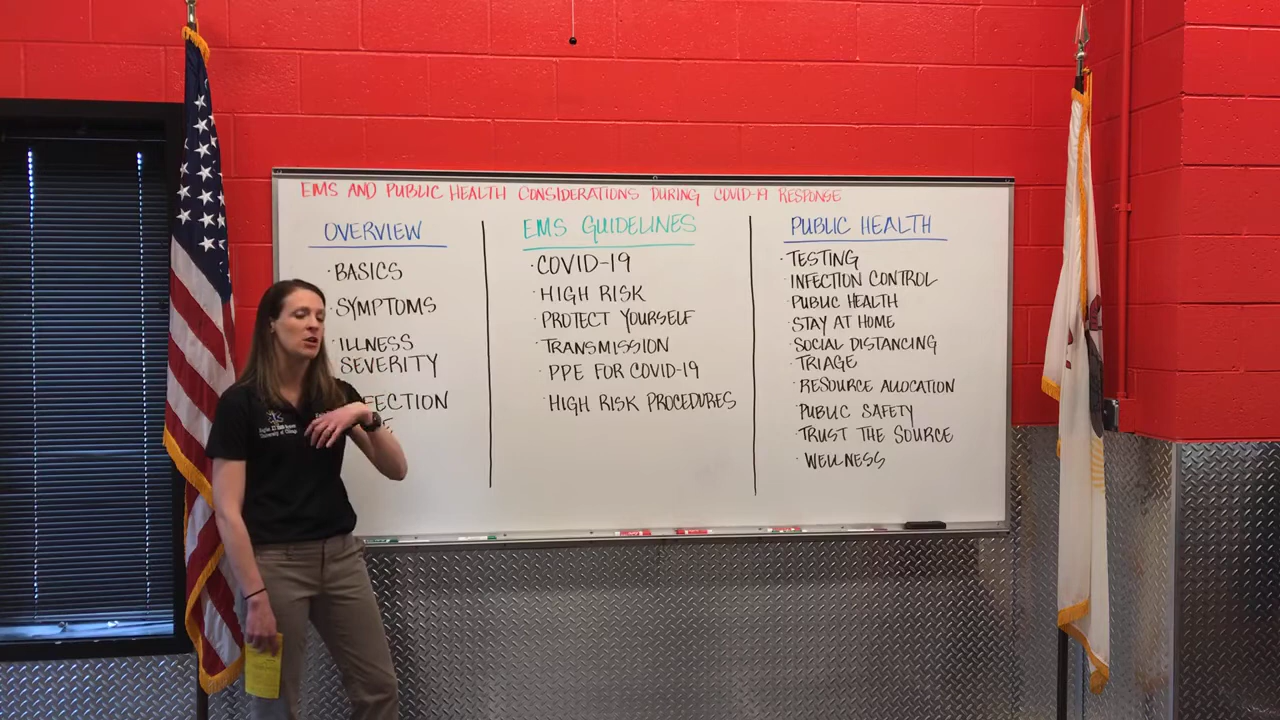 EMS AND PUBLIC HEALTH CONSIDERATIONS DURING COVID-19 RESPONSE
OVERVIEW
· BASICS
· SYMPTOMS
· ILLNESS
SEVERITY
EMS GUIDELINES
· COVID-19
· HIGH RISK
· PROTECT YOURSELF
· TRANSMISSION
· PPE FOR COVID-19
· HIGH RISK PROCEDURES
PUBLIC HEALTH
· TESTING
· INFECTION CONTROL
· PUBLIC HEALTH
· STAY AT HOME
· SOCIAL DISTANCING
· TRIAGE
· RESOURCE ALLOCATION
· PUBLIC SAFETY
· TRUST THE SOURCE
· WELLNESS
University of